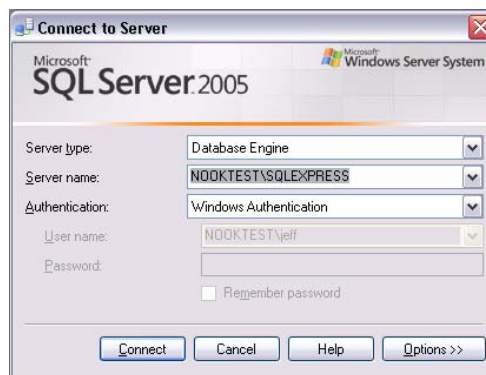 Connect to Server
Microsoft
SQL Server 2005
Microsoft
Windows Server System
Server type:
Database Engine
Server name:
NOOKTEST\SQLEXPRESS
Authentication:
Windows Authentication
User name:
NOOKTEST\jeff
Password:
Remember password
Connect
Cancel
Help
Options >>